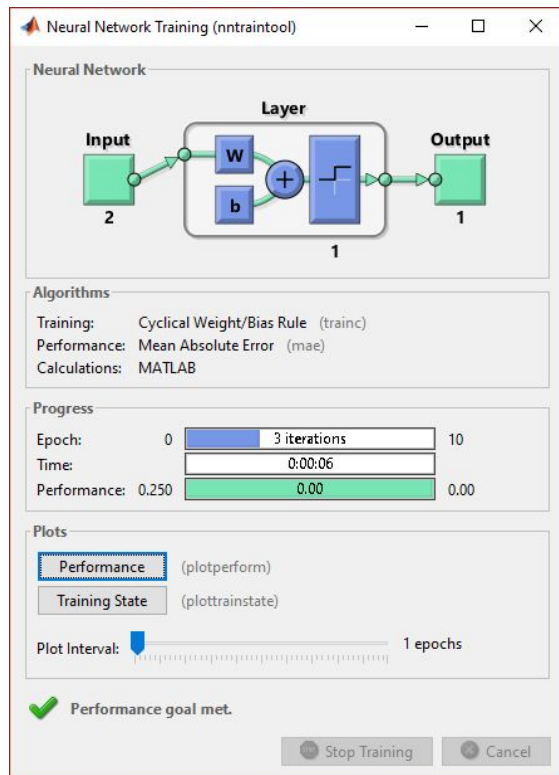 Neural Network Training (nntraintool)
Neural Network
Layer
Input
Output
W
b
+
2
1
1
Algorithms
Training: Cyclical Weight/Bias Rule (trainc)
Performance: Mean Absolute Error (mae)
Calculations: MATLAB
Progress
Epoch: 0 3 iterations 10
Time: 0:00:06
Performance: 0.250 0.00 0.00
Plots
Performance (plotperform)
Training State (plottrainstate)
Plot Interval: 1 epochs
Performance goal met.
Stop Training Cancel